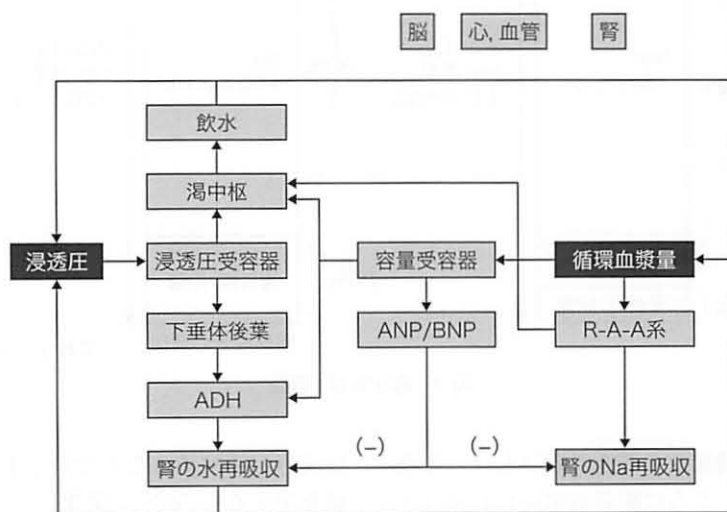 脳 心, 血管 腎
飲水
渇中枢
浸透圧 浸透圧受容器 容量受容器 循環血漿量
下垂体後葉 ANP/BNP R-A-A系
ADH
(−) (−)
腎の水再吸収 腎のNa再吸収